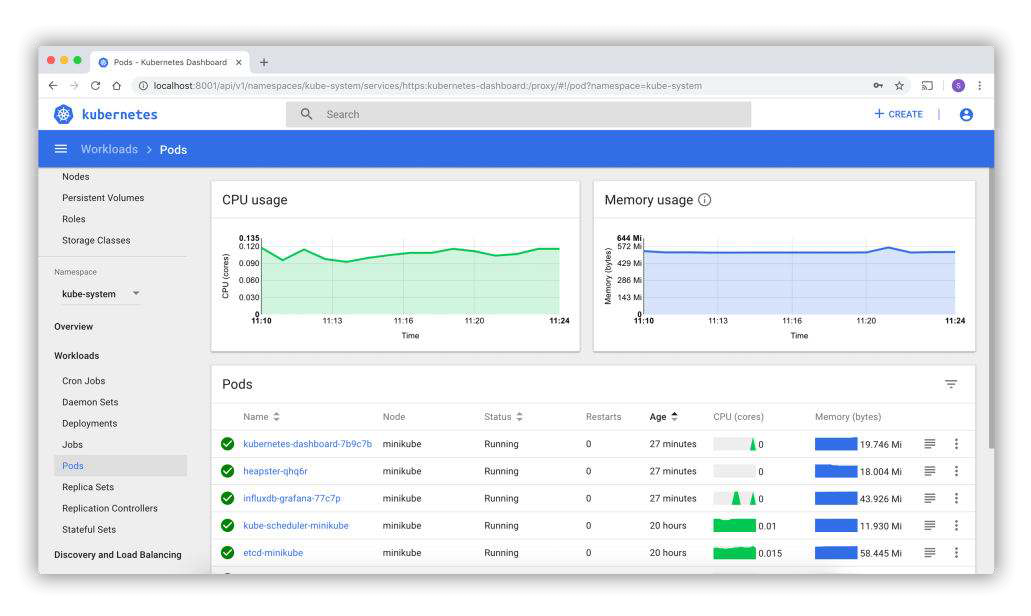 Pods - Kubernetes Dashboard
localhost:8001/api/v1/namespaces/kube-system/services/https:kubernetes-dashboard:/proxy/#!/pod?namespace=kube-system
S
kubernetes
Search
+ CREATE
Workloads > Pods
Nodes
Persistent Volumes
Roles
Storage Classes
Namespace
kube-system
Overview
Workloads
Cron Jobs
Daemon Sets
Deployments
Jobs
Pods
Replica Sets
Replication Controllers
Stateful Sets
Discovery and Load Balancing
CPU usage
CPU (cores)
0.135
0.120
0.090
0.060
0.030
0
11:10 11:13 11:16 11:20 11:24
Time
Memory usage
Memory (bytes)
644 Mi
572 Mi
429 Mi
286 Mi
143 Mi
0
11:10 11:13 11:16 11:20 11:24
Time
Pods
Name Node Status Restarts Age CPU (cores) Memory (bytes)
kubernetes-dashboard-7b9c7b minikube Running 0 27 minutes 0 19.746 Mi
heapster-qhq6r minikube Running 0 27 minutes 0 18.004 Mi
influxdb-grafana-77c7p minikube Running 0 27 minutes 0 43.926 Mi
kube-scheduler-minikube minikube Running 0 20 hours 0.01 11.930 Mi
etcd-minikube minikube Running 0 20 hours 0.015 58.445 Mi